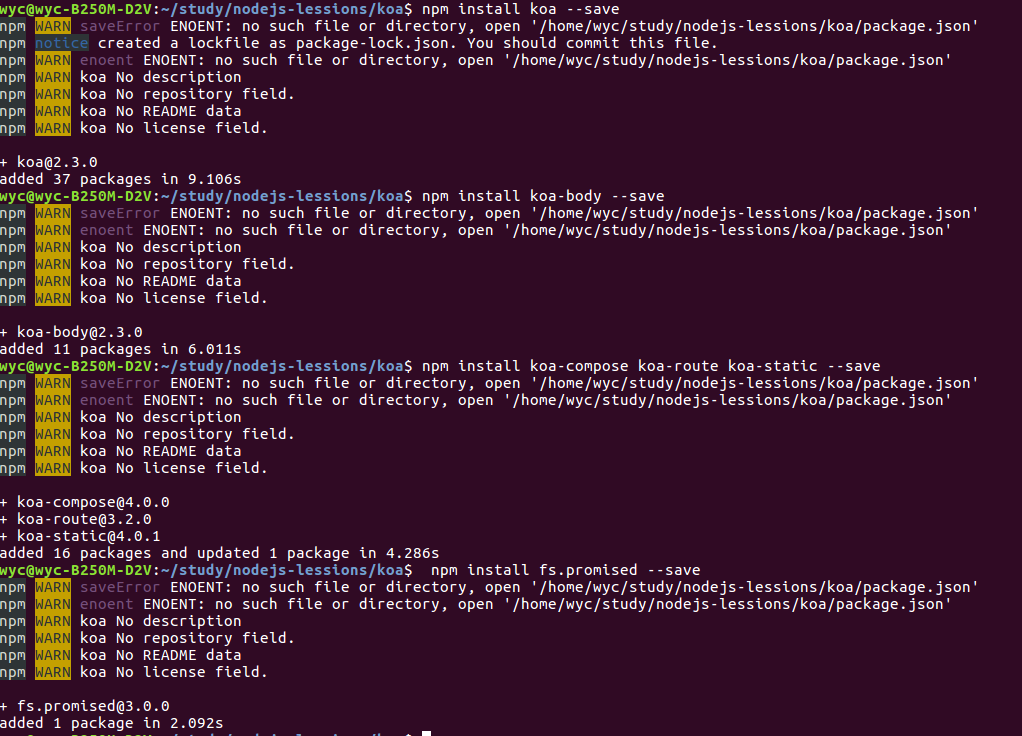 wyc@wyc-B250M-D2V:~/study/nodejs-lessions/koa$ npm install koa --save
npm WARN saveError ENOENT: no such file or directory, open '/home/wyc/study/nodejs-lessions/koa/package.json'
npm notice created a lockfile as package-lock.json. You should commit this file.
npm WARN enoent ENOENT: no such file or directory, open '/home/wyc/study/nodejs-lessions/koa/package.json'
npm WARN koa No description
npm WARN koa No repository field.
npm WARN koa No README data
npm WARN koa No license field.
+ koa@2.3.0
added 37 packages in 9.106s
wyc@wyc-B250M-D2V:~/study/nodejs-lessions/koa$ npm install koa-body --save
npm WARN saveError ENOENT: no such file or directory, open '/home/wyc/study/nodejs-lessions/koa/package.json'
npm WARN enoent ENOENT: no such file or directory, open '/home/wyc/study/nodejs-lessions/koa/package.json'
npm WARN koa No description
npm WARN koa No repository field.
npm WARN koa No README data
npm WARN koa No license field.
+ koa-body@2.3.0
added 11 packages in 6.011s
wyc@wyc-B250M-D2V:~/study/nodejs-lessions/koa$ npm install koa-compose koa-route koa-static --save
npm WARN saveError ENOENT: no such file or directory, open '/home/wyc/study/nodejs-lessions/koa/package.json'
npm WARN enoent ENOENT: no such file or directory, open '/home/wyc/study/nodejs-lessions/koa/package.json'
npm WARN koa No description
npm WARN koa No repository field.
npm WARN koa No README data
npm WARN koa No license field.
+ koa-compose@4.0.0
+ koa-route@3.2.0
+ koa-static@4.0.1
added 16 packages and updated 1 package in 4.286s
wyc@wyc-B250M-D2V:~/study/nodejs-lessions/koa$  npm install fs.promised --save
npm WARN saveError ENOENT: no such file or directory, open '/home/wyc/study/nodejs-lessions/koa/package.json'
npm WARN enoent ENOENT: no such file or directory, open '/home/wyc/study/nodejs-lessions/koa/package.json'
npm WARN koa No description
npm WARN koa No repository field.
npm WARN koa No README data
npm WARN koa No license field.
+ fs.promised@3.0.0
added 1 package in 2.092s